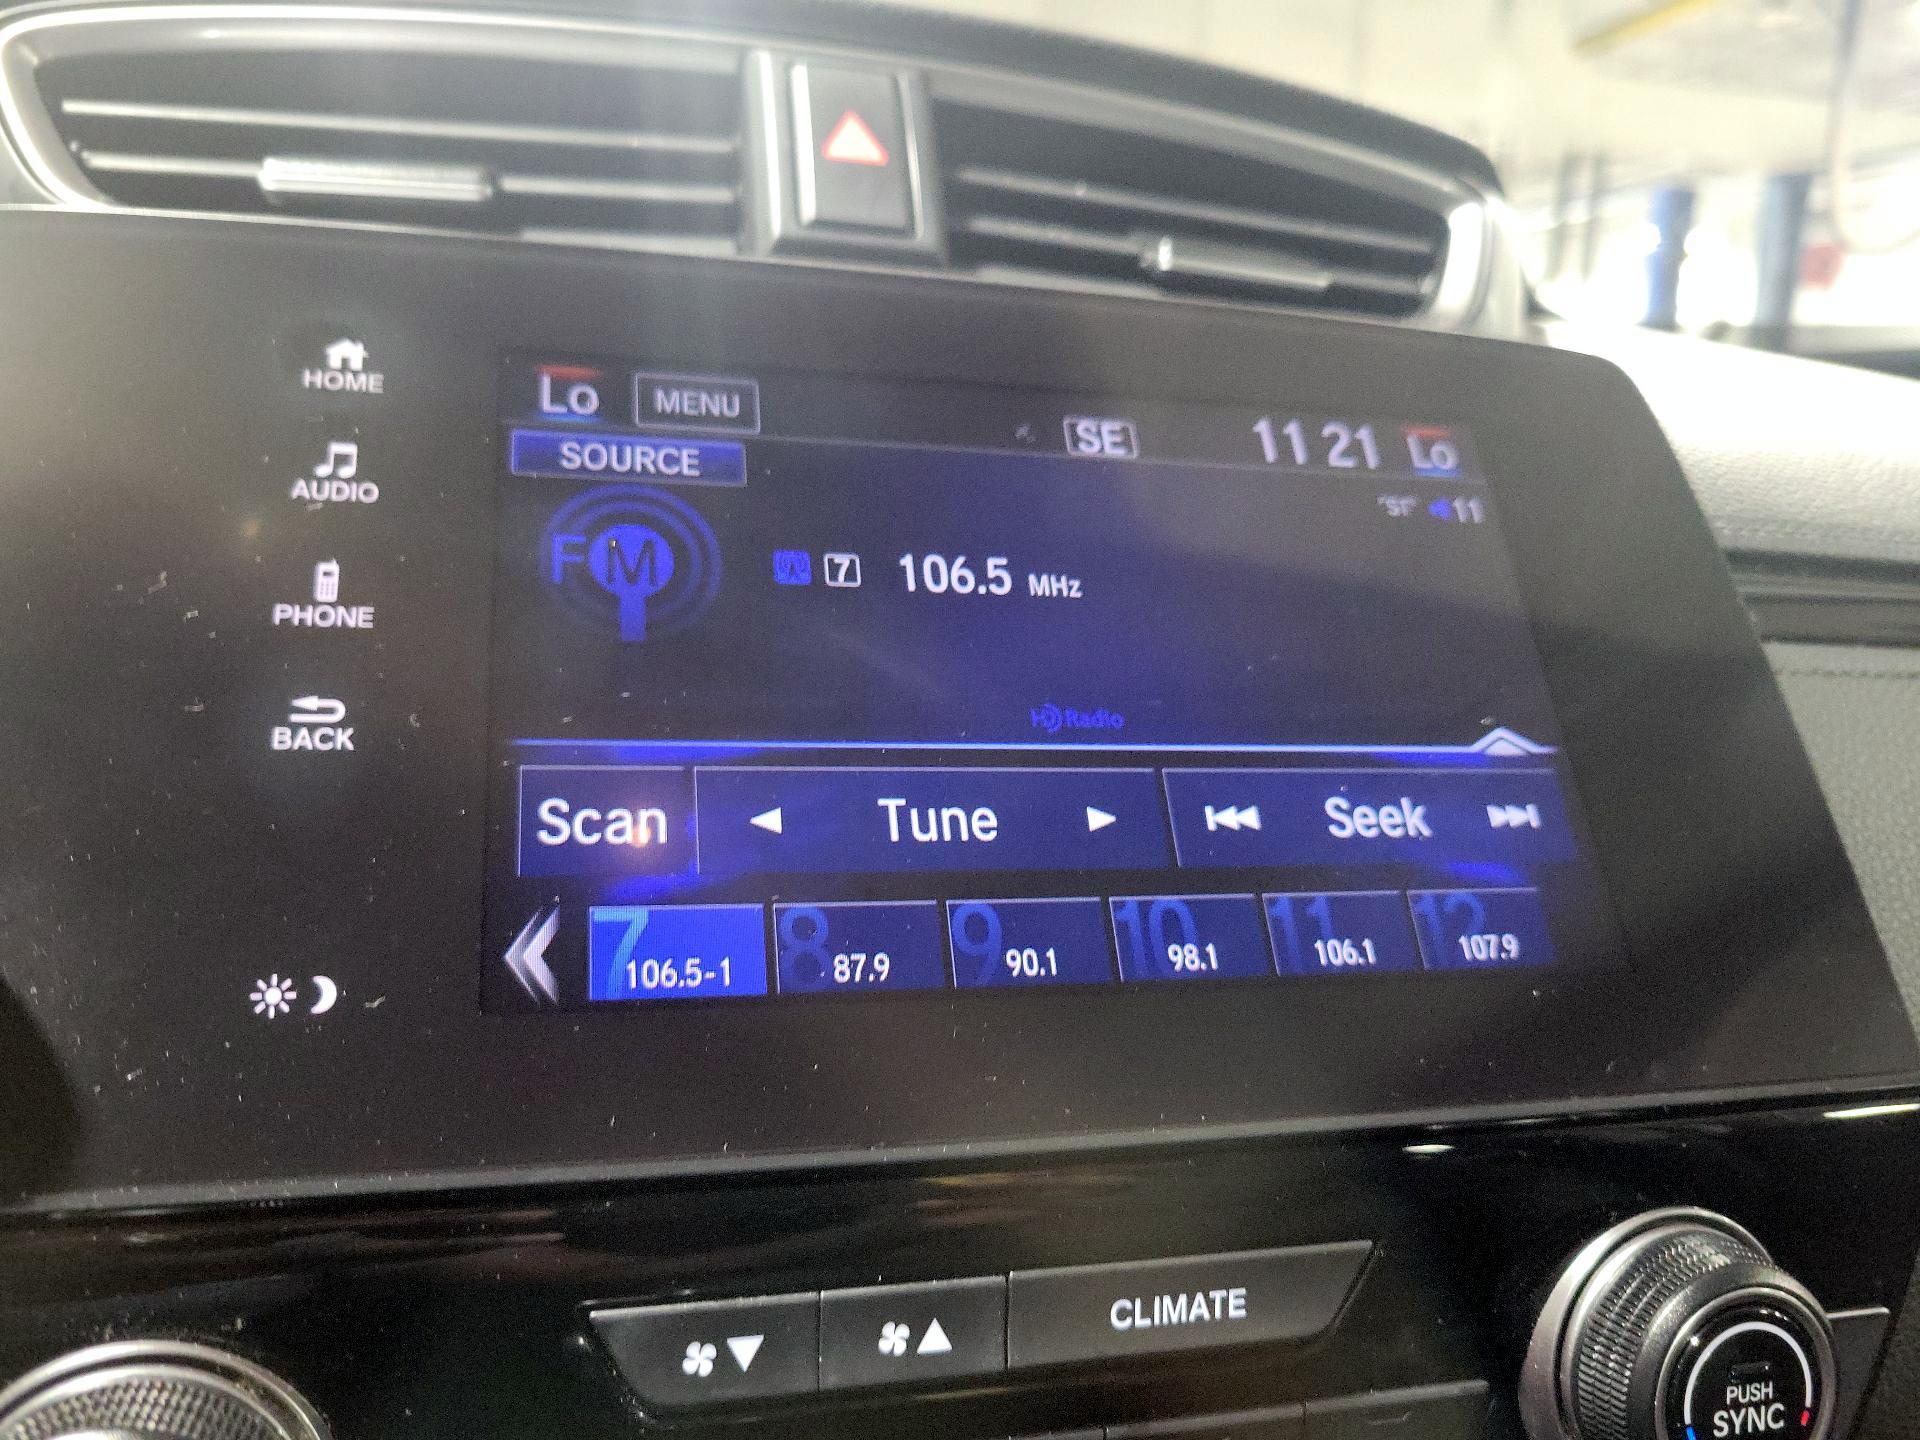 HOME
AUDIO
PHONE
BACK
Lo MENU SE 11 21 Lo
SOURCE
11
FM 7 106.5 MHz
HD Radio
Scan Tune Seek
7 106.5-1 8 87.9 9 90.1 10 98.1 11 106.1 12 107.9
CLIMATE
PUSH
SYNC